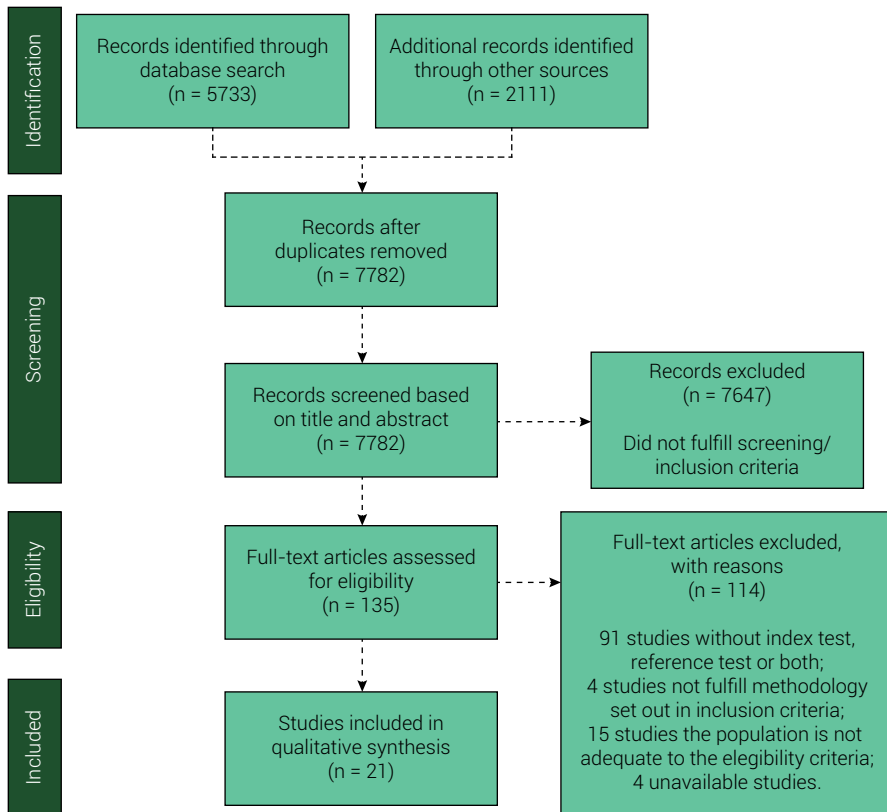 Identification
Records identified through
database search
(n = 5733)
Additional records identified
through other sources
(n = 2111)
Screening
Records after
duplicates removed
(n = 7782)
Records screened based
on title and abstract
(n = 7782)
Records excluded
(n = 7647)
Did not fulfill screening/
inclusion criteria
Eligibility
Full-text articles assessed
for eligibility
(n = 135)
Full-text articles excluded,
with reasons
(n = 114)
91 studies without index test,
reference test or both;
4 studies not fulfill methodology
set out in inclusion criteria;
15 studies the population is not
adequate to the elegibility criteria;
4 unavailable studies.
Included
Studies included in
qualitative synthesis
(n = 21)